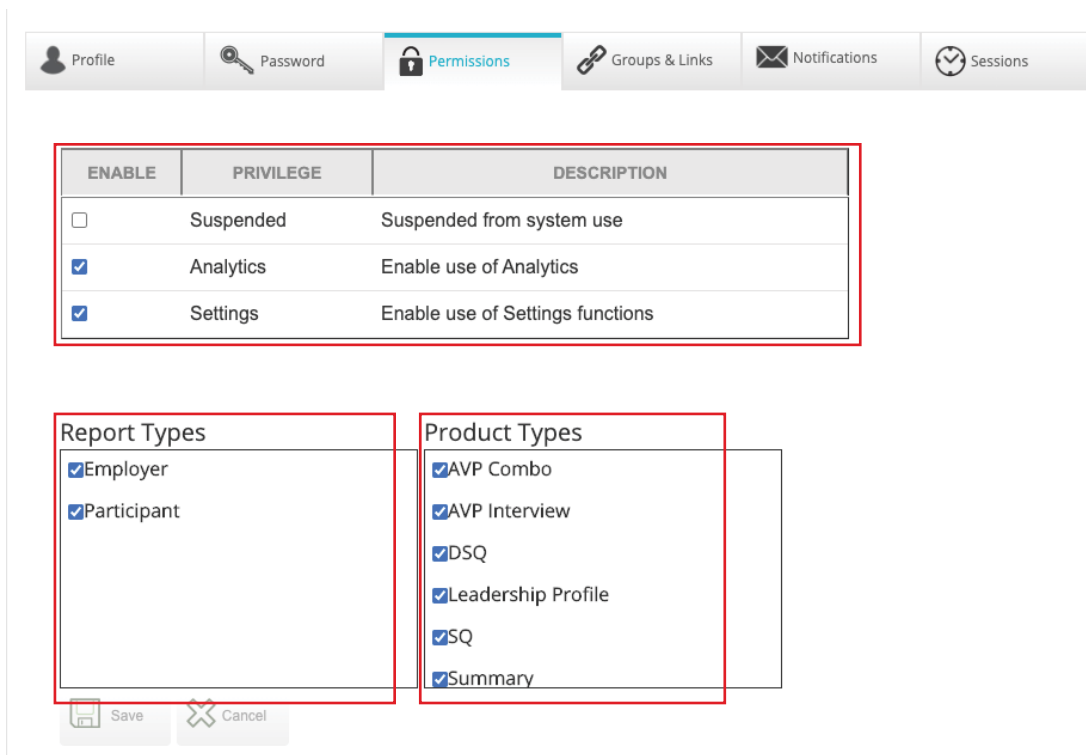 Profile Password Permissions Groups & Links Notifications Sessions
ENABLE PRIVILEGE DESCRIPTION
Suspended Suspended from system use
Analytics Enable use of Analytics
Settings Enable use of Settings functions
Report Types
Employer
Participant
Product Types
AVP Combo
AVP Interview
DSQ
Leadership Profile
SQ
Summary
Save Cancel